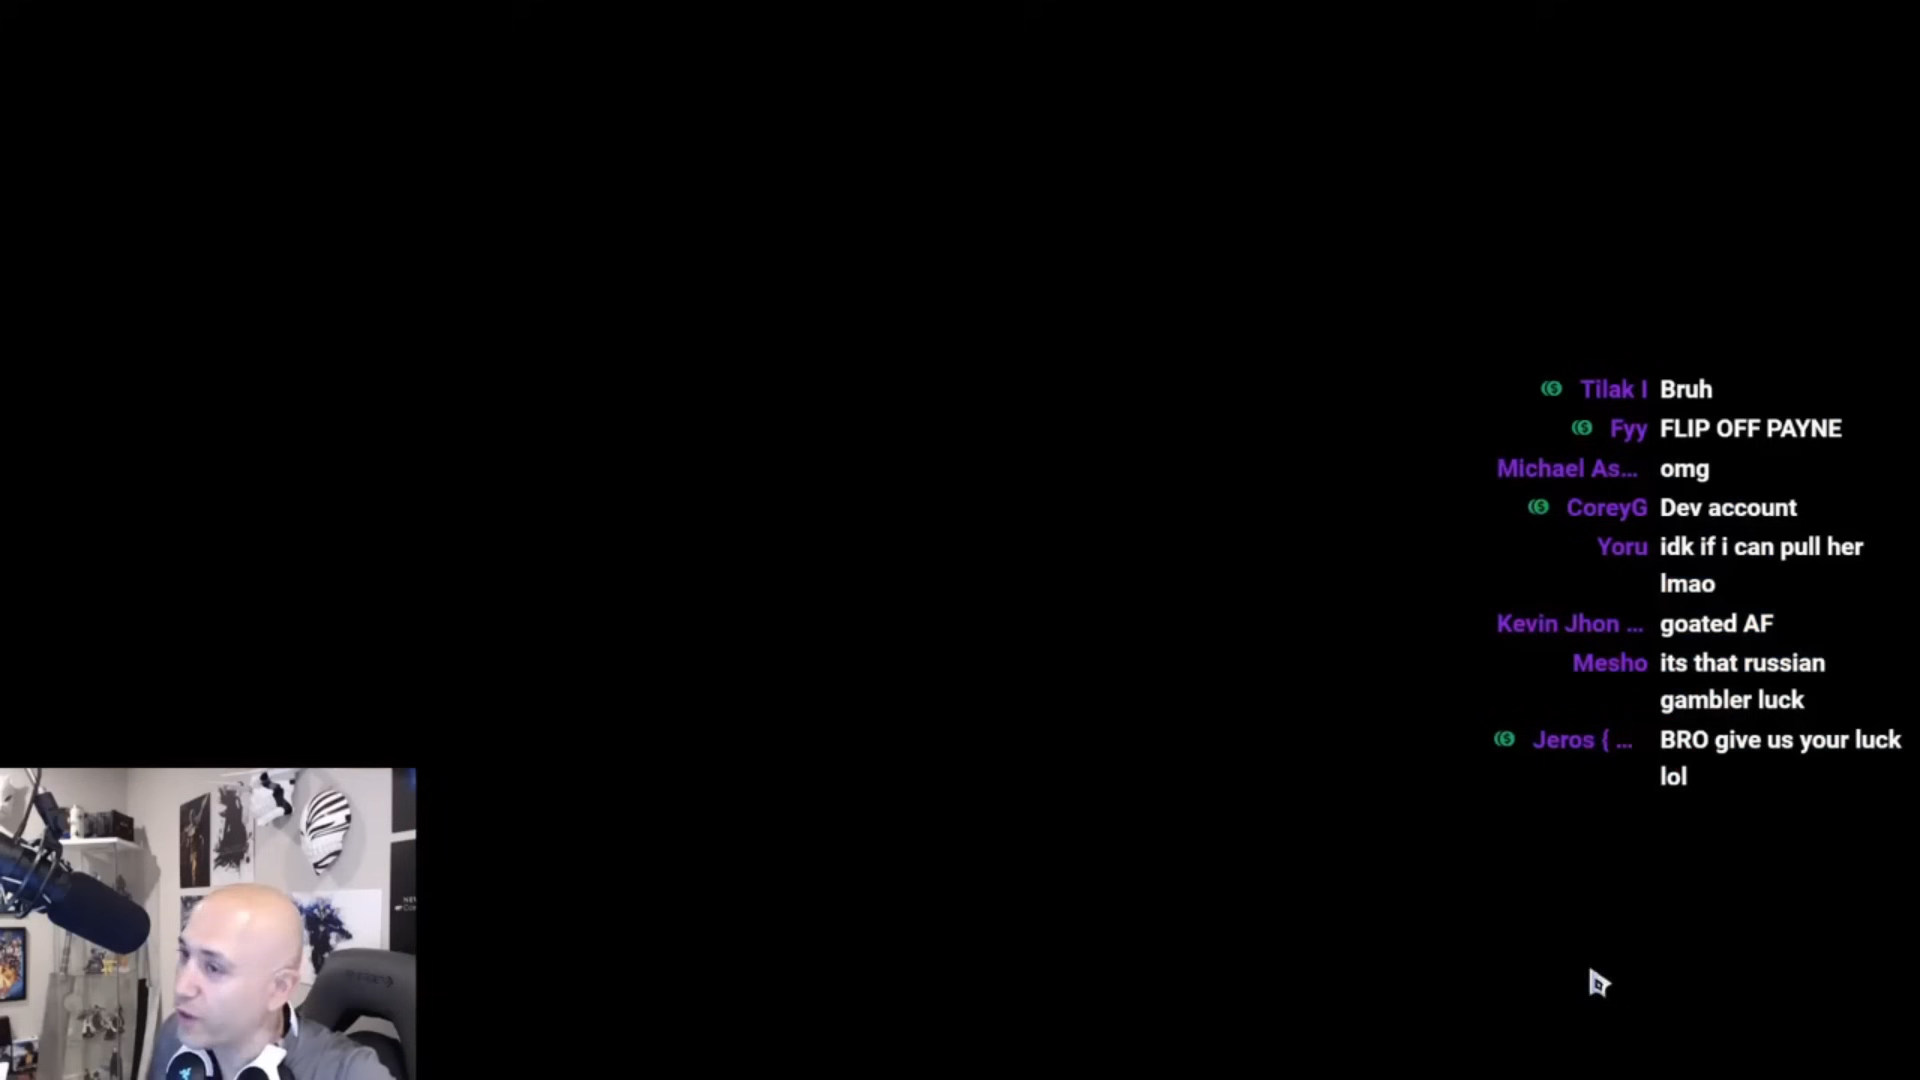 Tilak I Bruh
Fyy FLIP OFF PAYNE
Michael As... omg
CoreyG Dev account
Yoru idk if i can pull her
lmao
Kevin Jhon ... goated AF
Mesho its that russian
gambler luck
Jeros { ... BRO give us your luck
lol